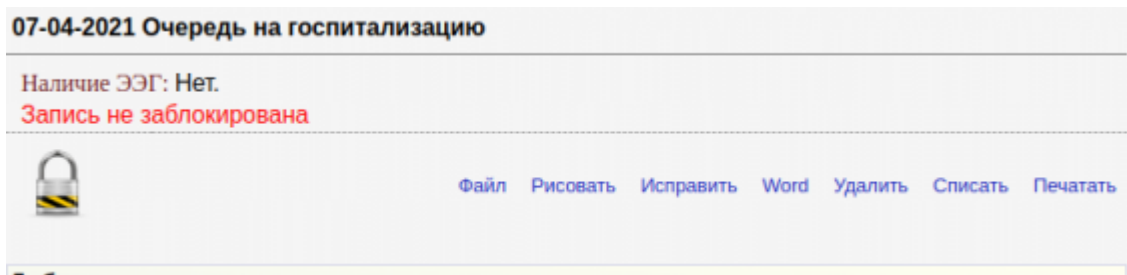 07-04-2021 Очередь на госпитализацию
Наличие ЭЭГ: Нет.
Запись не заблокирована
Файл Рисовать Исправить Word Удалить Списать Печатать